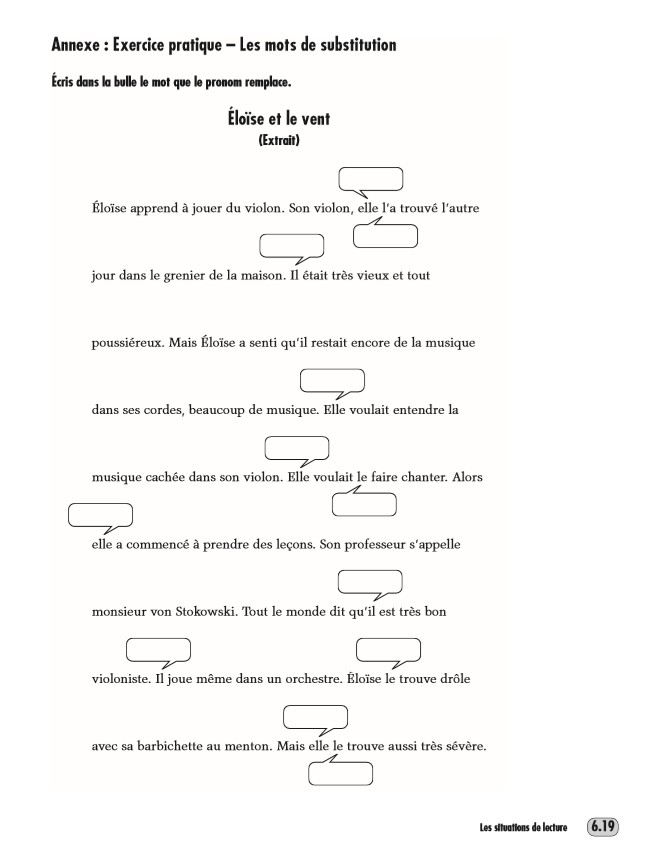 Annexe : Exercice pratique – Les mots de substitution
Écris dans la bulle le mot que le pronom remplace.
Éloïse et le vent
(Extrait)
Éloïse apprend à jouer du violon. Son violon, elle l'a trouvé l'autre
jour dans le grenier de la maison. Il était très vieux et tout
poussiéreux. Mais Éloïse a senti qu'il restait encore de la musique
dans ses cordes, beaucoup de musique. Elle voulait entendre la
musique cachée dans son violon. Elle voulait le faire chanter. Alors
elle a commencé à prendre des leçons. Son professeur s'appelle
monsieur von Stokowski. Tout le monde dit qu'il est très bon
violoniste. Il joue même dans un orchestre. Éloïse le trouve drôle
avec sa barbichette au menton. Mais elle le trouve aussi très sévère.
Les situations de lecture 6.19